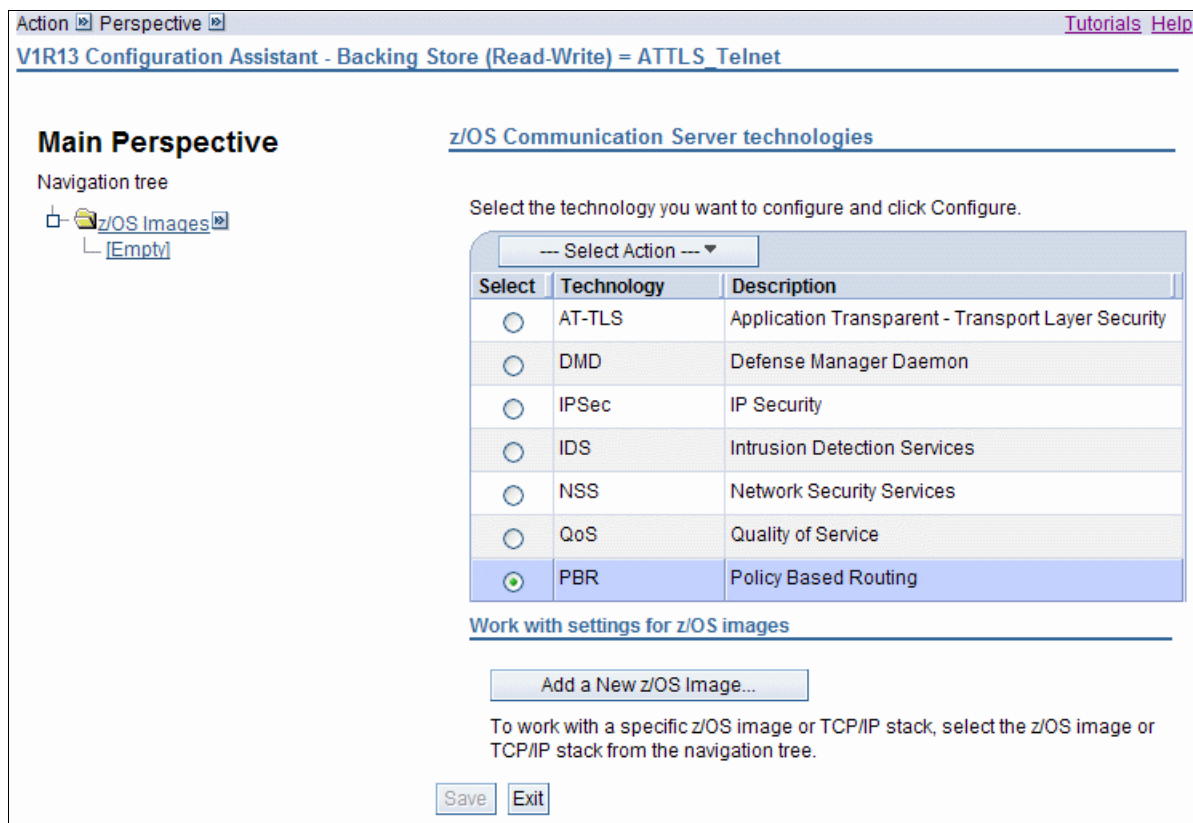 Action Perspective Tutorials Help
V1R13 Configuration Assistant - Backing Store (Read-Write) = ATTLS_Telnet
Main Perspective
Navigation tree
z/OS Images
[Empty]
z/OS Communication Server technologies
Select the technology you want to configure and click Configure.
--- Select Action ---
Select Technology Description
AT-TLS Application Transparent - Transport Layer Security
DMD Defense Manager Daemon
IPSec IP Security
IDS Intrusion Detection Services
NSS Network Security Services
QoS Quality of Service
PBR Policy Based Routing
Work with settings for z/OS images
Add a New z/OS Image...
To work with a specific z/OS image or TCP/IP stack, select the z/OS image or
TCP/IP stack from the navigation tree.
Save Exit